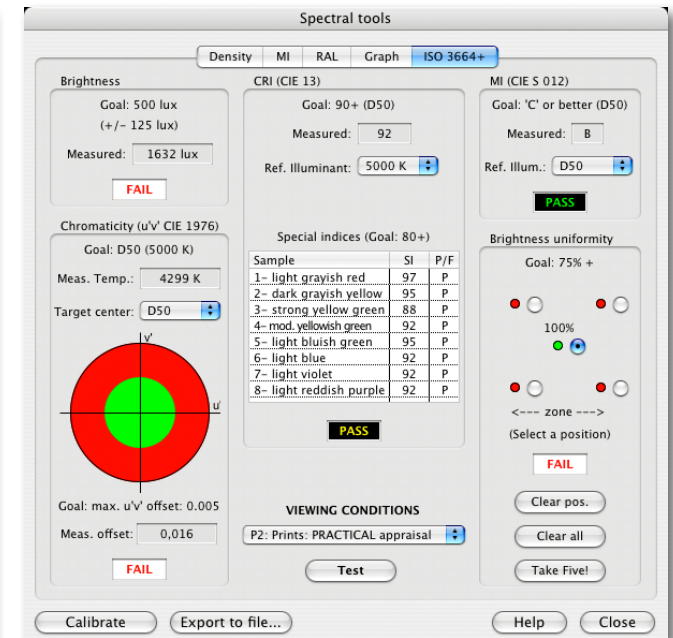 Spectral tools
Density MI RAL Graph ISO 3664+
Brightness
Goal: 500 lux
(+/- 125 lux)
Measured: 1632 lux
FAIL
Chromaticity (u'v' CIE 1976)
Goal: D50 (5000 K)
Meas. Temp.: 4299 K
Target center: D50
v'
u'
Goal: max. u'v' offset: 0.005
Meas. offset: 0,016
FAIL
CRI (CIE 13)
Goal: 90+ (D50)
Measured: 92
Ref. Illuminant: 5000 K
Special indices (Goal: 80+)
Sample SI P/F
1- light grayish red 97 P
2- dark grayish yellow 95 P
3- strong yellow green 88 P
4- mod. yellowish green 92 P
5- light bluish green 95 P
6- light blue 92 P
7- light violet 92 P
8- light reddish purple 92 P
PASS
VIEWING CONDITIONS
P2: Prints: PRACTICAL appraisal
Test
MI (CIE S 012)
Goal: 'C' or better (D50)
Measured: B
Ref. Illum.: D50
PASS
Brightness uniformity
Goal: 75% +
100%
<--- zone --->
(Select a position)
FAIL
Clear pos.
Clear all
Take Five!
Calibrate Export to file... Help Close